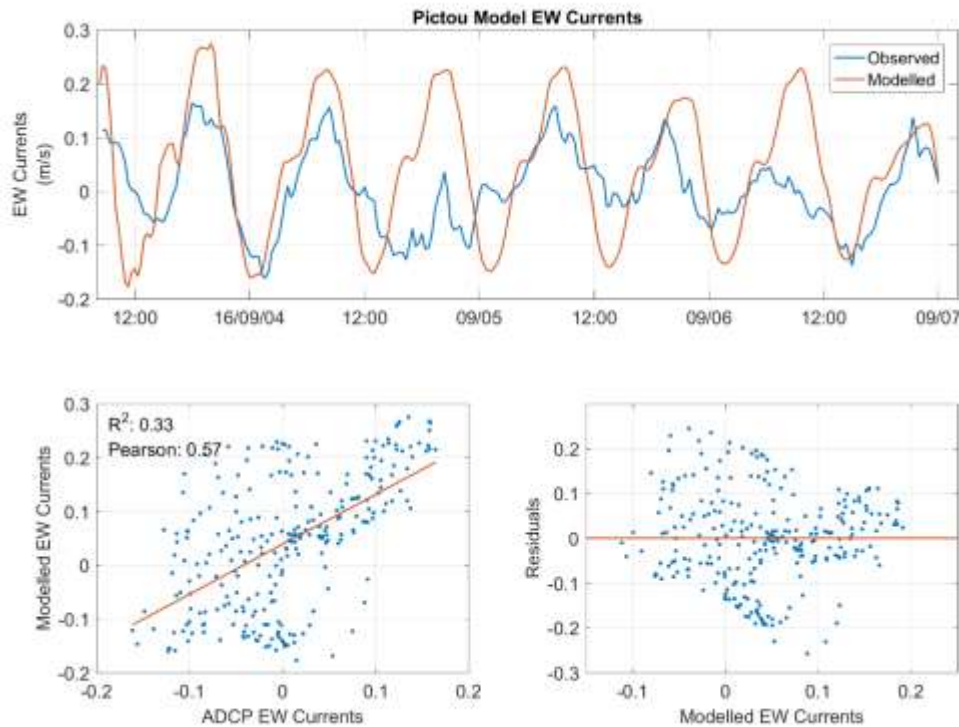 Pictou Model EW Currents
0.3
0.2
0.1
0
-0.1
-0.2
EW Currents
(m/s)
Observed
Modelled
12:00 16/09/04 12:00 09/05 12:00 09/06 12:00 09/07
0.3
0.2
0.1
0
-0.1
-0.2
Modelled EW Currents
R²: 0.33
Pearson: 0.57
-0.2 -0.1 0 0.1 0.2
ADCP EW Currents
0.2
0.1
0
-0.1
-0.2
-0.3
Residuals
-0.1 0 0.1 0.2
Modelled EW Currents